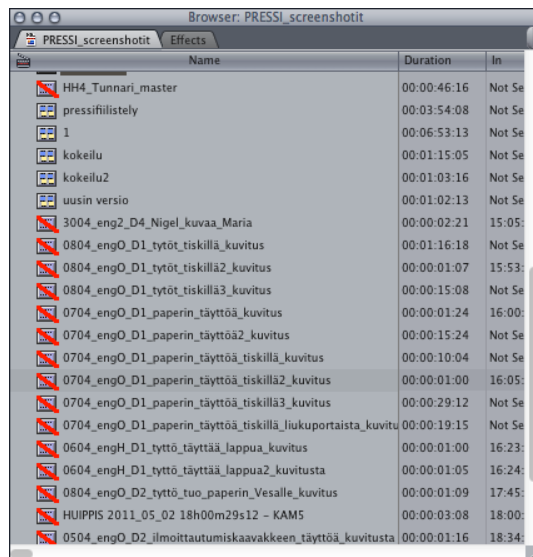 Browser: PRESSI_screenshotit
PRESSI_screenshotit Effects
Name Duration In
HH4_Tunnari_master 00:00:46:16 Not Se
pressifiilistely 00:03:54:08 Not Se
1 00:06:53:13 Not Se
kokeilu 00:01:15:05 Not Se
kokeilu2 00:01:03:16 Not Se
uusin versio 00:01:02:13 Not Se
3004_eng2_D4_Nigel_kuvaa_Maria 00:00:02:21 15:05:
0804_engO_D1_tytöt_tiskillä_kuvitus 00:01:16:18 Not Se
0804_engO_D1_tytöt_tiskillä2_kuvitus 00:00:01:07 15:53:
0804_engO_D1_tytöt_tiskillä3_kuvitus 00:00:15:08 Not Se
0704_engO_D1_paperin_täyttöä_kuvitus 00:00:01:24 16:00:
0704_engO_D1_paperin_täyttöä2_kuvitus 00:00:15:24 Not Se
0704_engO_D1_paperin_täyttöä_tiskillä_kuvitus 00:00:10:04 Not Se
0704_engO_D1_paperin_täyttöä_tiskillä2_kuvitus 00:00:01:00 16:05:
0704_engO_D1_paperin_täyttöä_tiskillä3_kuvitus 00:00:29:12 Not Se
0704_engO_D1_paperin_täyttöä_tiskillä_liukuportaista_kuvitu 00:00:19:15 Not Se
0604_engH_D1_tyttö_täyttää_lappua_kuvitus 00:00:01:00 16:23:
0604_engH_D1_tyttö_täyttää_lappua2_kuvitusta 00:00:01:05 16:24:
0804_engO_D2_tyttö_tuo_paperin_Vesalle_kuvitus 00:00:01:09 17:45:
HUIPPIS 2011_05_02 18h00m29s12 - KAM5 00:00:03:08 18:00:
0504_engO_D2_ilmoittautumiskaavakkeen_täyttöä_kuvitusta 00:00:01:16 18:34: